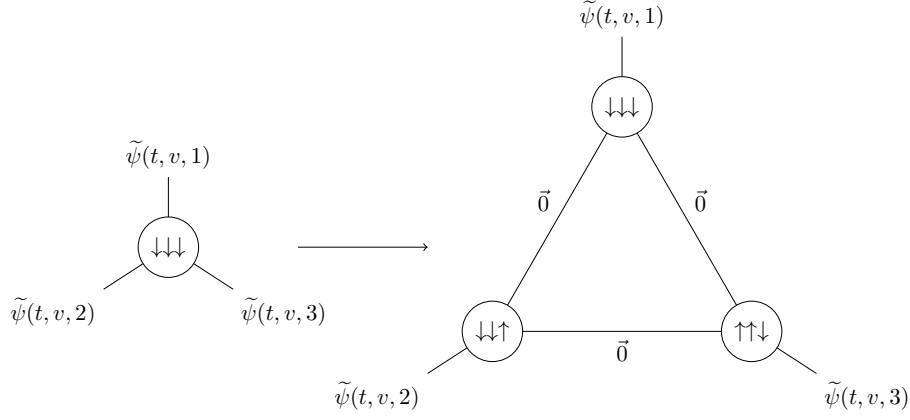 ψ̃(t, v, 1)
↓↓↓
0⃗ 0⃗
ψ̃(t, v, 1)
↓↓↓
ψ̃(t, v, 2) ψ̃(t, v, 3)
↓↓↑ ↑↑↓
0⃗
ψ̃(t, v, 2) ψ̃(t, v, 3)